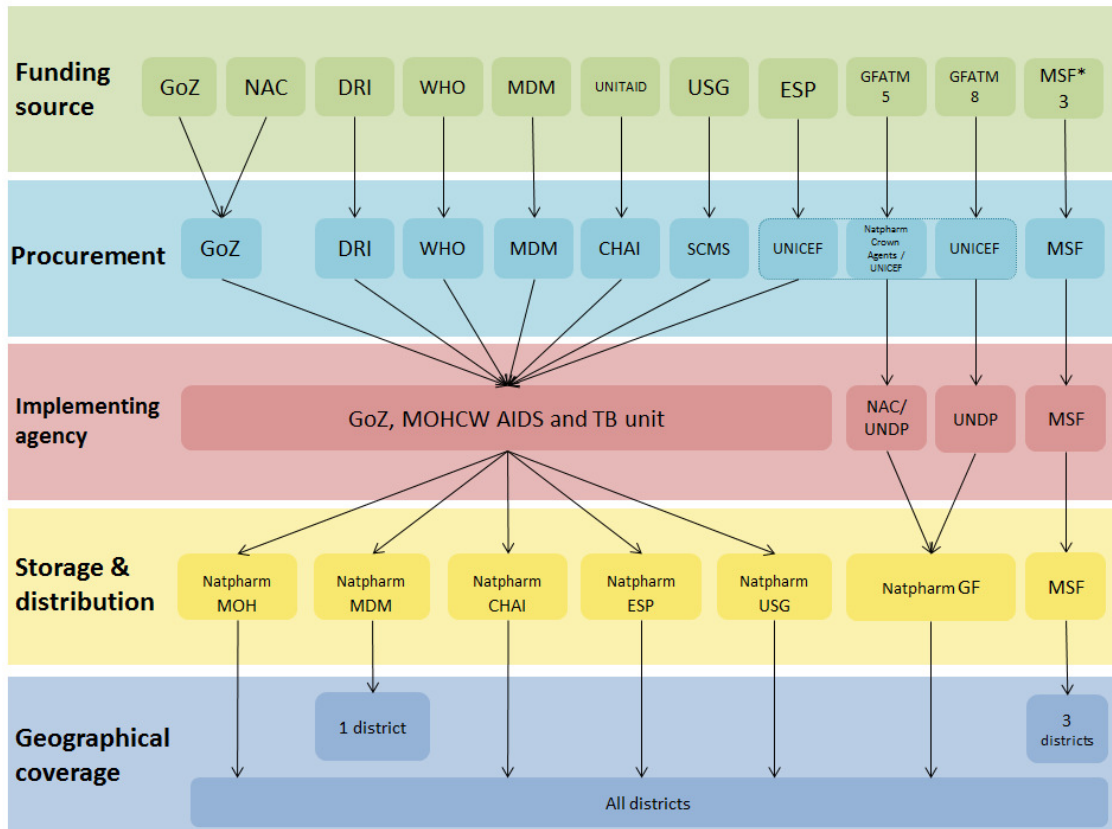 Funding
source
GoZ
NAC
DRI
WHO
MDM
UNITAID
USG
ESP
GFATM
5
GFATM
8
MSF*
3
Procurement
GoZ
DRI
WHO
MDM
CHAI
SCMS
UNICEF
Natpharm
Crown
Agents /
UNICEF
UNICEF
MSF
Implementing
agency
GoZ, MOHCW AIDS and TB unit
NAC/
UNDP
UNDP
MSF
Storage &
distribution
Natpharm
MOH
Natpharm
MDM
Natpharm
CHAI
Natpharm
ESP
Natpharm
USG
Natpharm GF
MSF
Geographical
coverage
1 district
3
districts
All districts